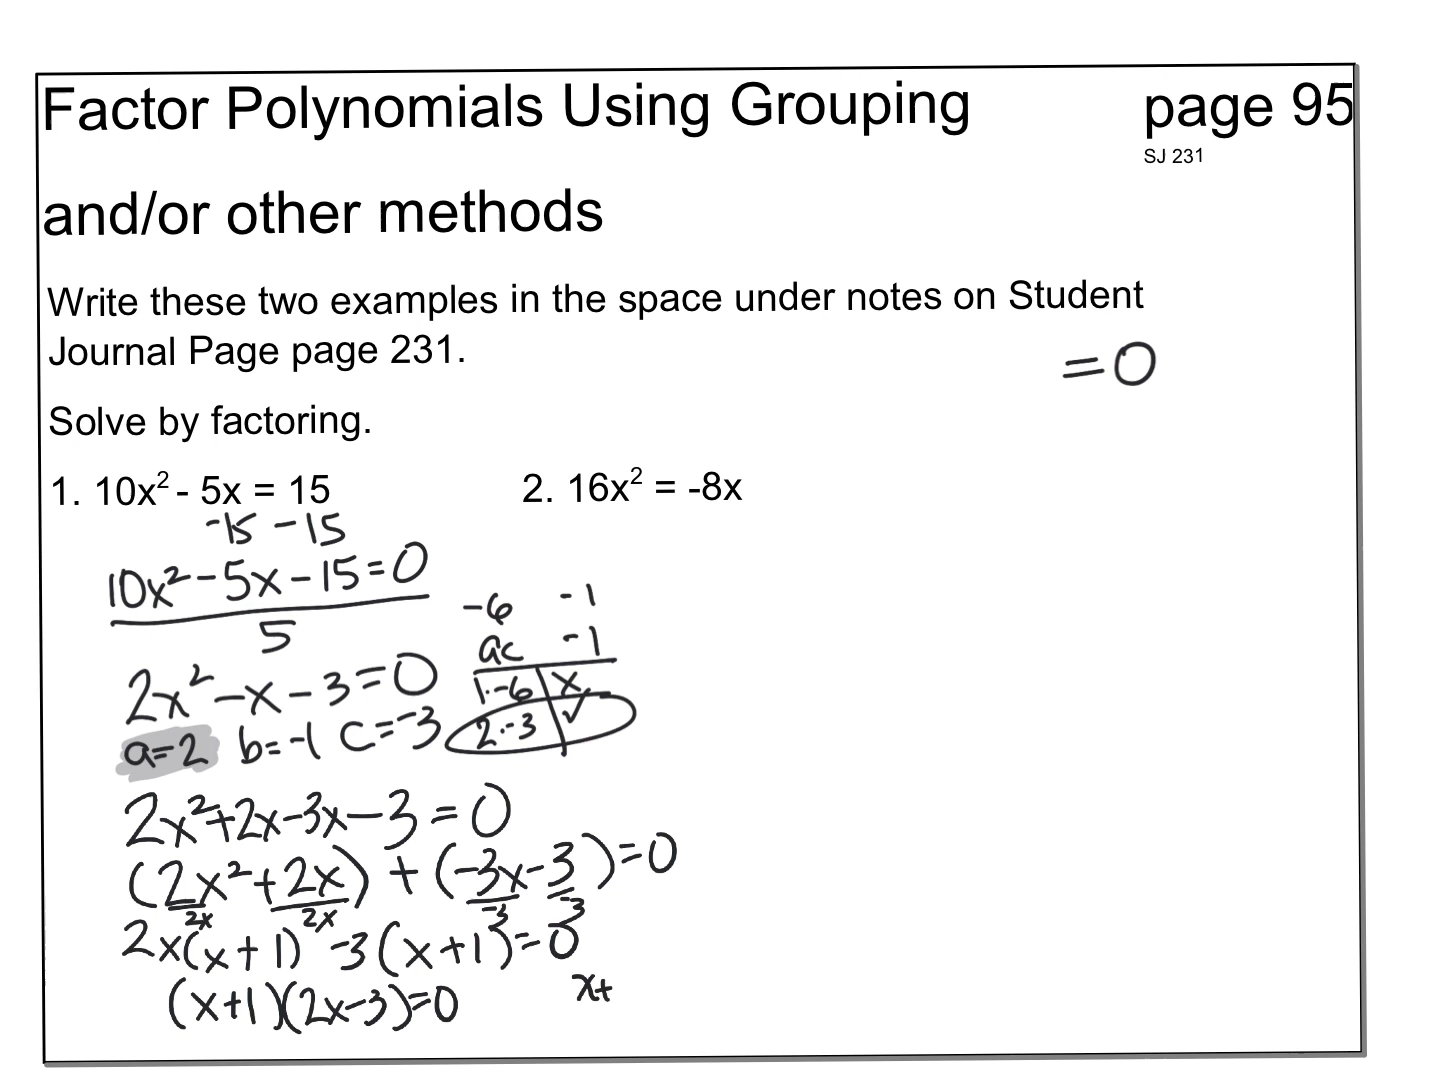 Factor Polynomials Using Grouping page 95
SJ 231
and/or other methods
Write these two examples in the space under notes on Student
Journal Page page 231.
=0
Solve by factoring.
1. 10x² - 5x = 15 2. 16x² = -8x
-15 -15
10x²-5x-15=0
5
-6 -1
ac -1
1·-6 x
2·-3 ✓
2x²-x-3=0
a=2 b=-1 c=-3
2x²+2x-3x-3=0
(2x²+2x) + (-3x-3)=0
2x 2x -3 -3
2x(x+1) -3(x+1)=0
(x+1)(2x-3)=0 x+